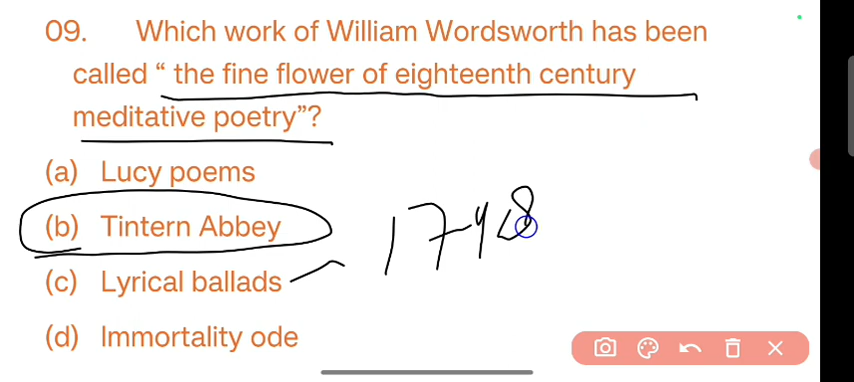 09. Which work of William Wordsworth has been
called “ the fine flower of eighteenth century
meditative poetry”?
(a) Lucy poems
(b) Tintern Abbey
(c) Lyrical ballads
1798
(d) Immortality ode